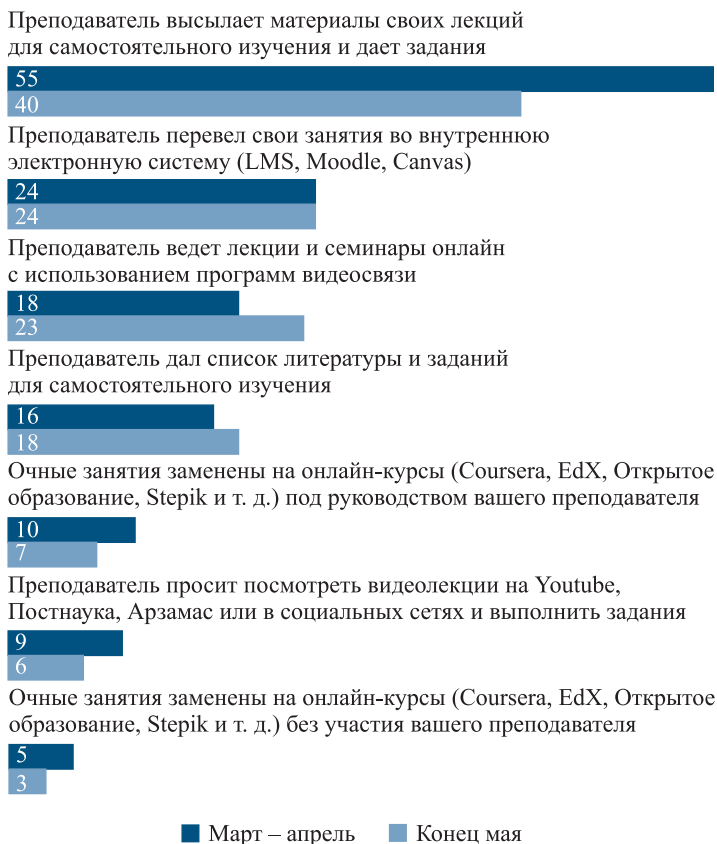 Преподаватель высылает материалы своих лекций
для самостоятельного изучения и дает задания
55
40
Преподаватель перевел свои занятия во внутреннюю
электронную систему (LMS, Moodle, Canvas)
24
24
Преподаватель ведет лекции и семинары онлайн
с использованием программ видеосвязи
18
23
Преподаватель дал список литературы и заданий
для самостоятельного изучения
16
18
Очные занятия заменены на онлайн-курсы (Coursera, EdX, Открытое
образование, Stepik и т. д.) под руководством вашего преподавателя
10
7
Преподаватель просит посмотреть видеолекции на Youtube,
Постнаука, Арзамас или в социальных сетях и выполнить задания
9
6
Очные занятия заменены на онлайн-курсы (Coursera, EdX, Открытое
образование, Stepik и т. д.) без участия вашего преподавателя
5
3
Март – апрель Конец мая